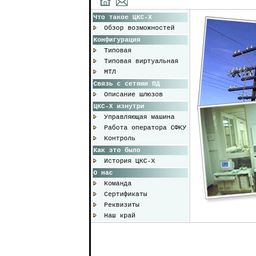 Что такое ЦКС-Х
Обзор возможностей
Конфигурация
Типовая
Типовая виртуальная
МТЛ
Связь с сетями ПД
Описание шлюзов
ЦКС-Х изнутри
Управляющая машина
Работа оператора СФКУ
Контроль
Как это было
История ЦКС-Х
О нас
Команда
Сертификаты
Реквизиты
Наш край